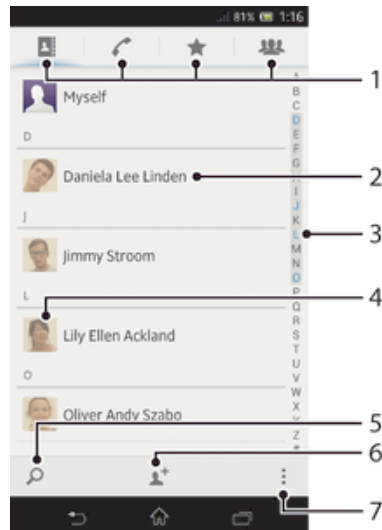 81% 1:16
1
Myself
A
B
C
D
D
E
F
G
Daniela Lee Linden
2
I
J
J
K
L
3
M
Jimmy Stroom
N
O
L
P
4
Q
R
Lily Ellen Ackland
S
T
U
V
O
W
X
Oliver Andy Szabo
Y
Z
#
5
6
7